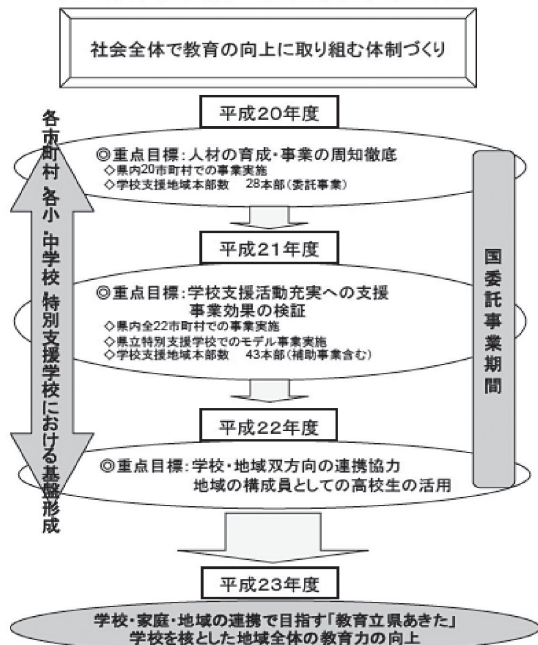 社会全体で教育の向上に取り組む体制づくり
平成20年度
◎重点目標:人材の育成・事業の周知徹底
◇県内20市町村での事業実施
◇学校支援地域本部数 28本部(委託事業)
平成21年度
◎重点目標:学校支援活動充実への支援
事業効果の検証
◇県内全22市町村での事業実施
◇県立特別支援学校でのモデル事業実施
◇学校支援地域本部数 43本部(補助事業含む)
平成22年度
◎重点目標:学校・地域双方向の連携協力
地域の構成員としての高校生の活用
平成23年度
学校・家庭・地域の連携で目指す「教育立県あきた」
学校を核とした地域全体の教育力の向上
各市町村、各小・中学校・特別支援学校における基盤形成
国委託事業期間